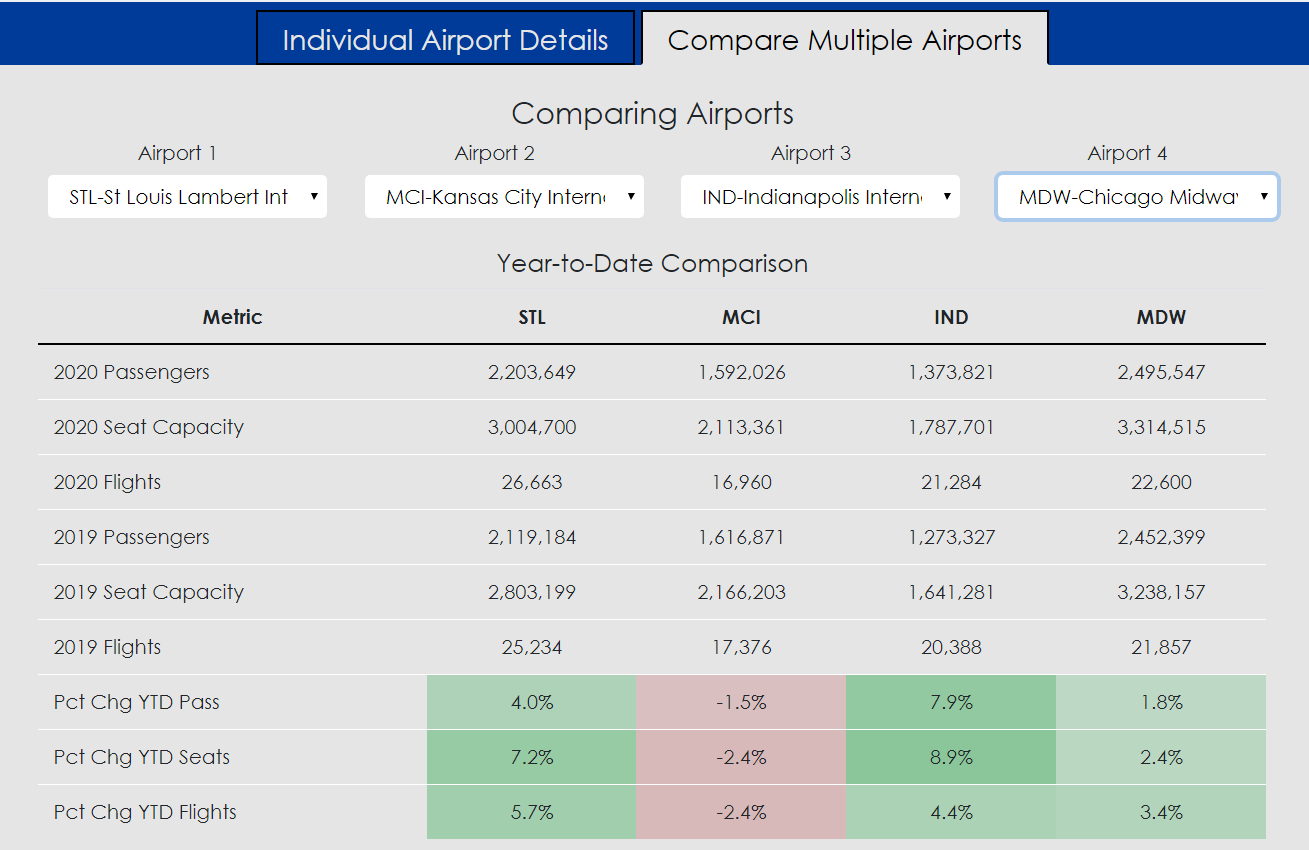 Individual Airport Details Compare Multiple Airports
Comparing Airports
Airport 1 Airport 2 Airport 3 Airport 4
STL-St Louis Lambert Int MCI-Kansas City Intern IND-Indianapolis Intern MDW-Chicago Midwa
Year-to-Date Comparison
Metric STL MCI IND MDW
2020 Passengers 2,203,649 1,592,026 1,373,821 2,495,547
2020 Seat Capacity 3,004,700 2,113,361 1,787,701 3,314,515
2020 Flights 26,663 16,960 21,284 22,600
2019 Passengers 2,119,184 1,616,871 1,273,327 2,452,399
2019 Seat Capacity 2,803,199 2,166,203 1,641,281 3,238,157
2019 Flights 25,234 17,376 20,388 21,857
Pct Chg YTD Pass 4.0% -1.5% 7.9% 1.8%
Pct Chg YTD Seats 7.2% -2.4% 8.9% 2.4%
Pct Chg YTD Flights 5.7% -2.4% 4.4% 3.4%